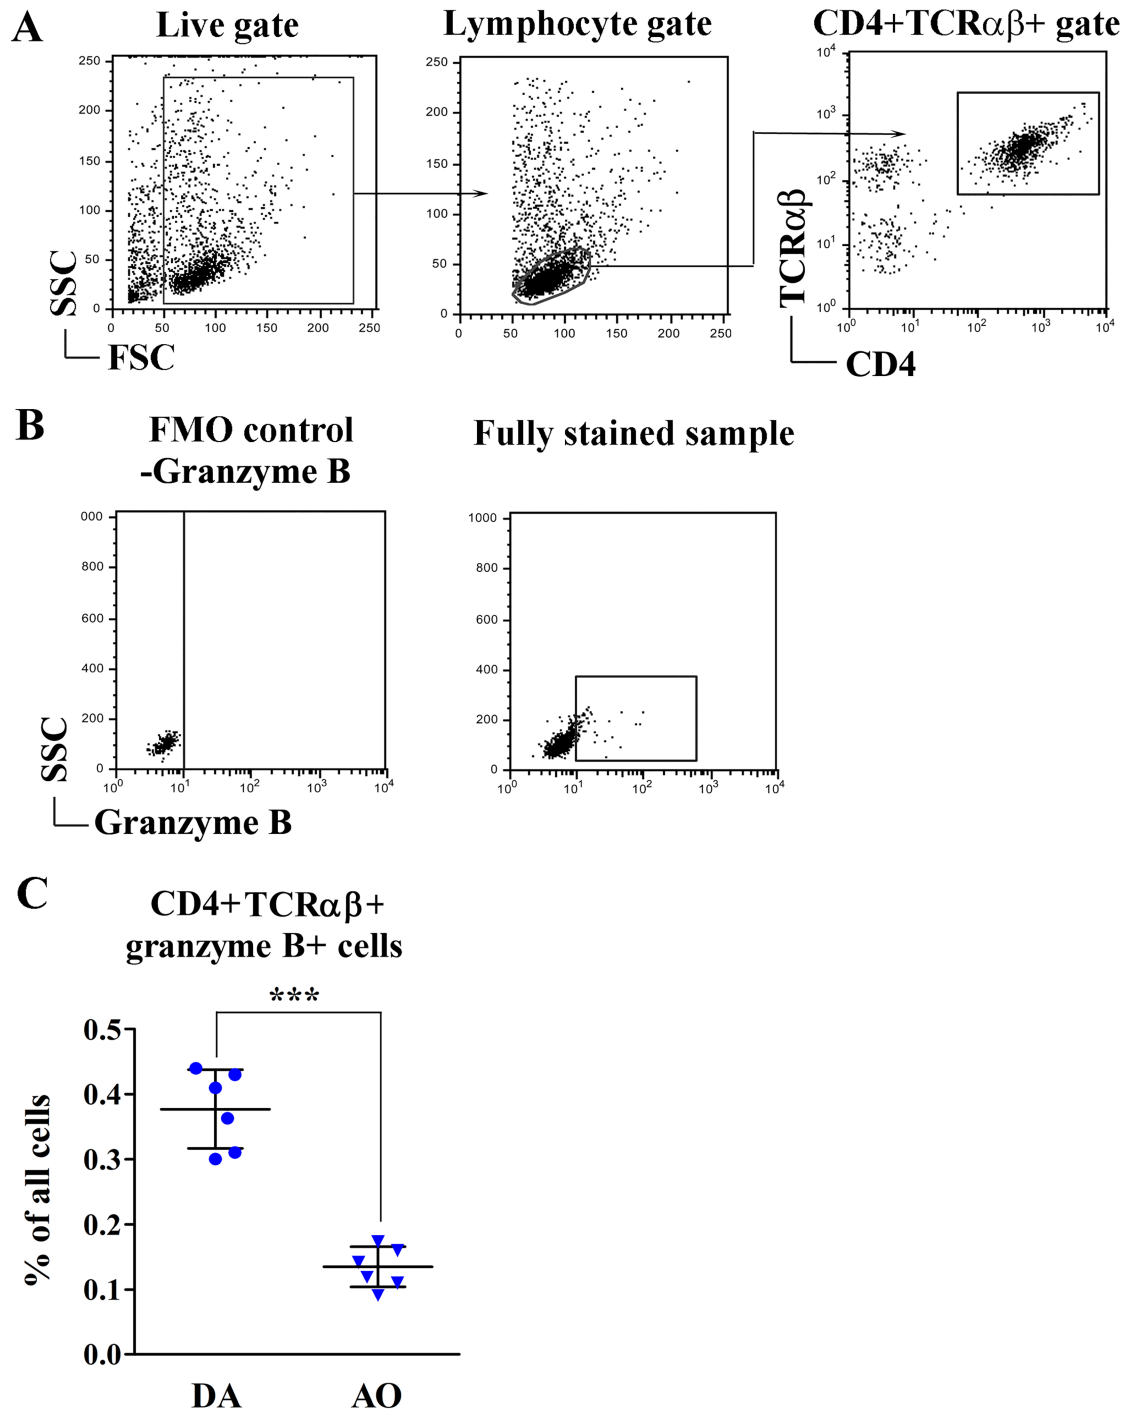 A
Live gate
Lymphocyte gate
CD4+TCRαβ+ gate
250
200
150
100
50
0
0 50 100 150 200 250
SSC
FSC
250
200
150
100
50
0
0 50 100 150 200 250
10⁴
10³
10²
10¹
10⁰
10⁰ 10¹ 10² 10³ 10⁴
TCRαβ
CD4
B
FMO control
-Granzyme B
Fully stained sample
000
800
600
400
200
0
10⁰ 10¹ 10² 10³ 10⁴
SSC
Granzyme B
1000
800
600
400
200
0
10⁰ 10¹ 10² 10³ 10⁴
C
CD4+TCRαβ+
granzyme B+ cells
***
0.5
0.4
0.3
0.2
0.1
0.0
% of all cells
DA AO